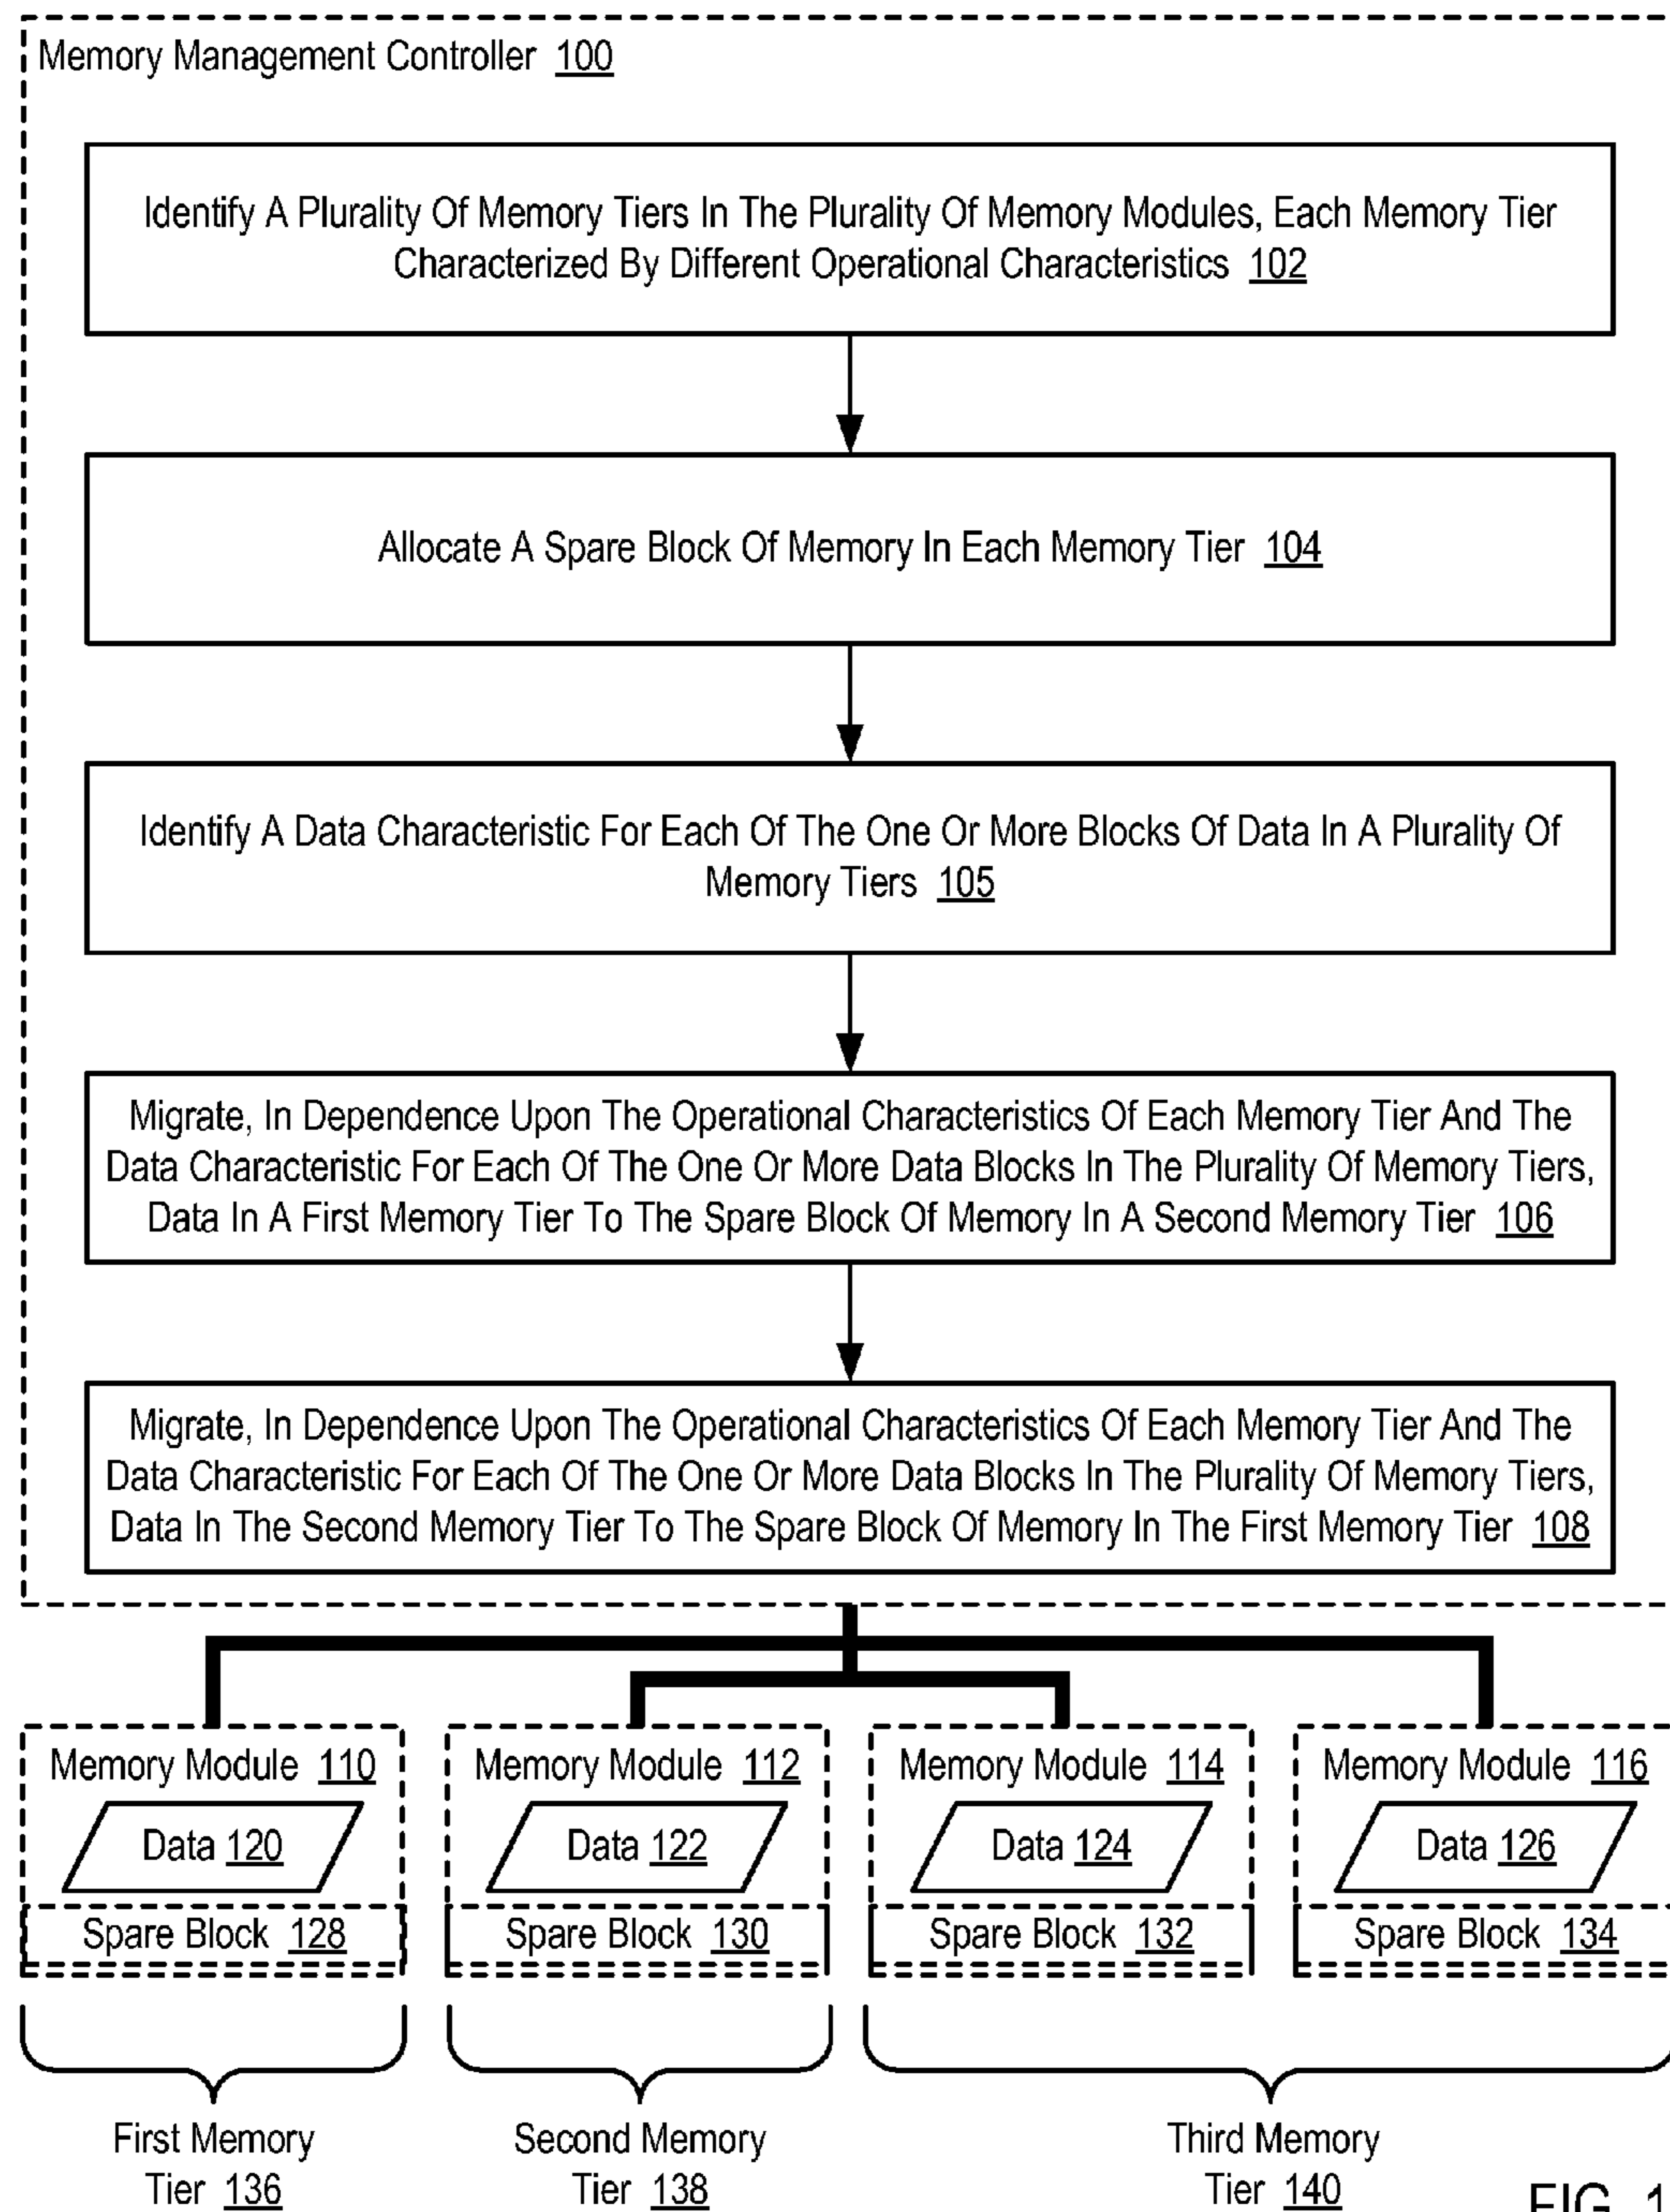 Memory Management Controller 100
Identify A Plurality Of Memory Tiers In The Plurality Of Memory Modules, Each Memory Tier
Characterized By Different Operational Characteristics 102
Allocate A Spare Block Of Memory In Each Memory Tier 104
Identify A Data Characteristic For Each Of The One Or More Blocks Of Data In A Plurality Of
Memory Tiers 105
Migrate, In Dependence Upon The Operational Characteristics Of Each Memory Tier And The
Data Characteristic For Each Of The One Or More Data Blocks In The Plurality Of Memory Tiers,
Data In A First Memory Tier To The Spare Block Of Memory In A Second Memory Tier 106
Migrate, In Dependence Upon The Operational Characteristics Of Each Memory Tier And The
Data Characteristic For Each Of The One Or More Data Blocks In The Plurality Of Memory Tiers,
Data In The Second Memory Tier To The Spare Block Of Memory In The First Memory Tier 108
Memory Module 110
Data 120
Spare Block 128
Memory Module 112
Data 122
Spare Block 130
Memory Module 114
Data 124
Spare Block 132
Memory Module 116
Data 126
Spare Block 134
First Memory
Tier 136
Second Memory
Tier 138
Third Memory
Tier 140
FIG. 1